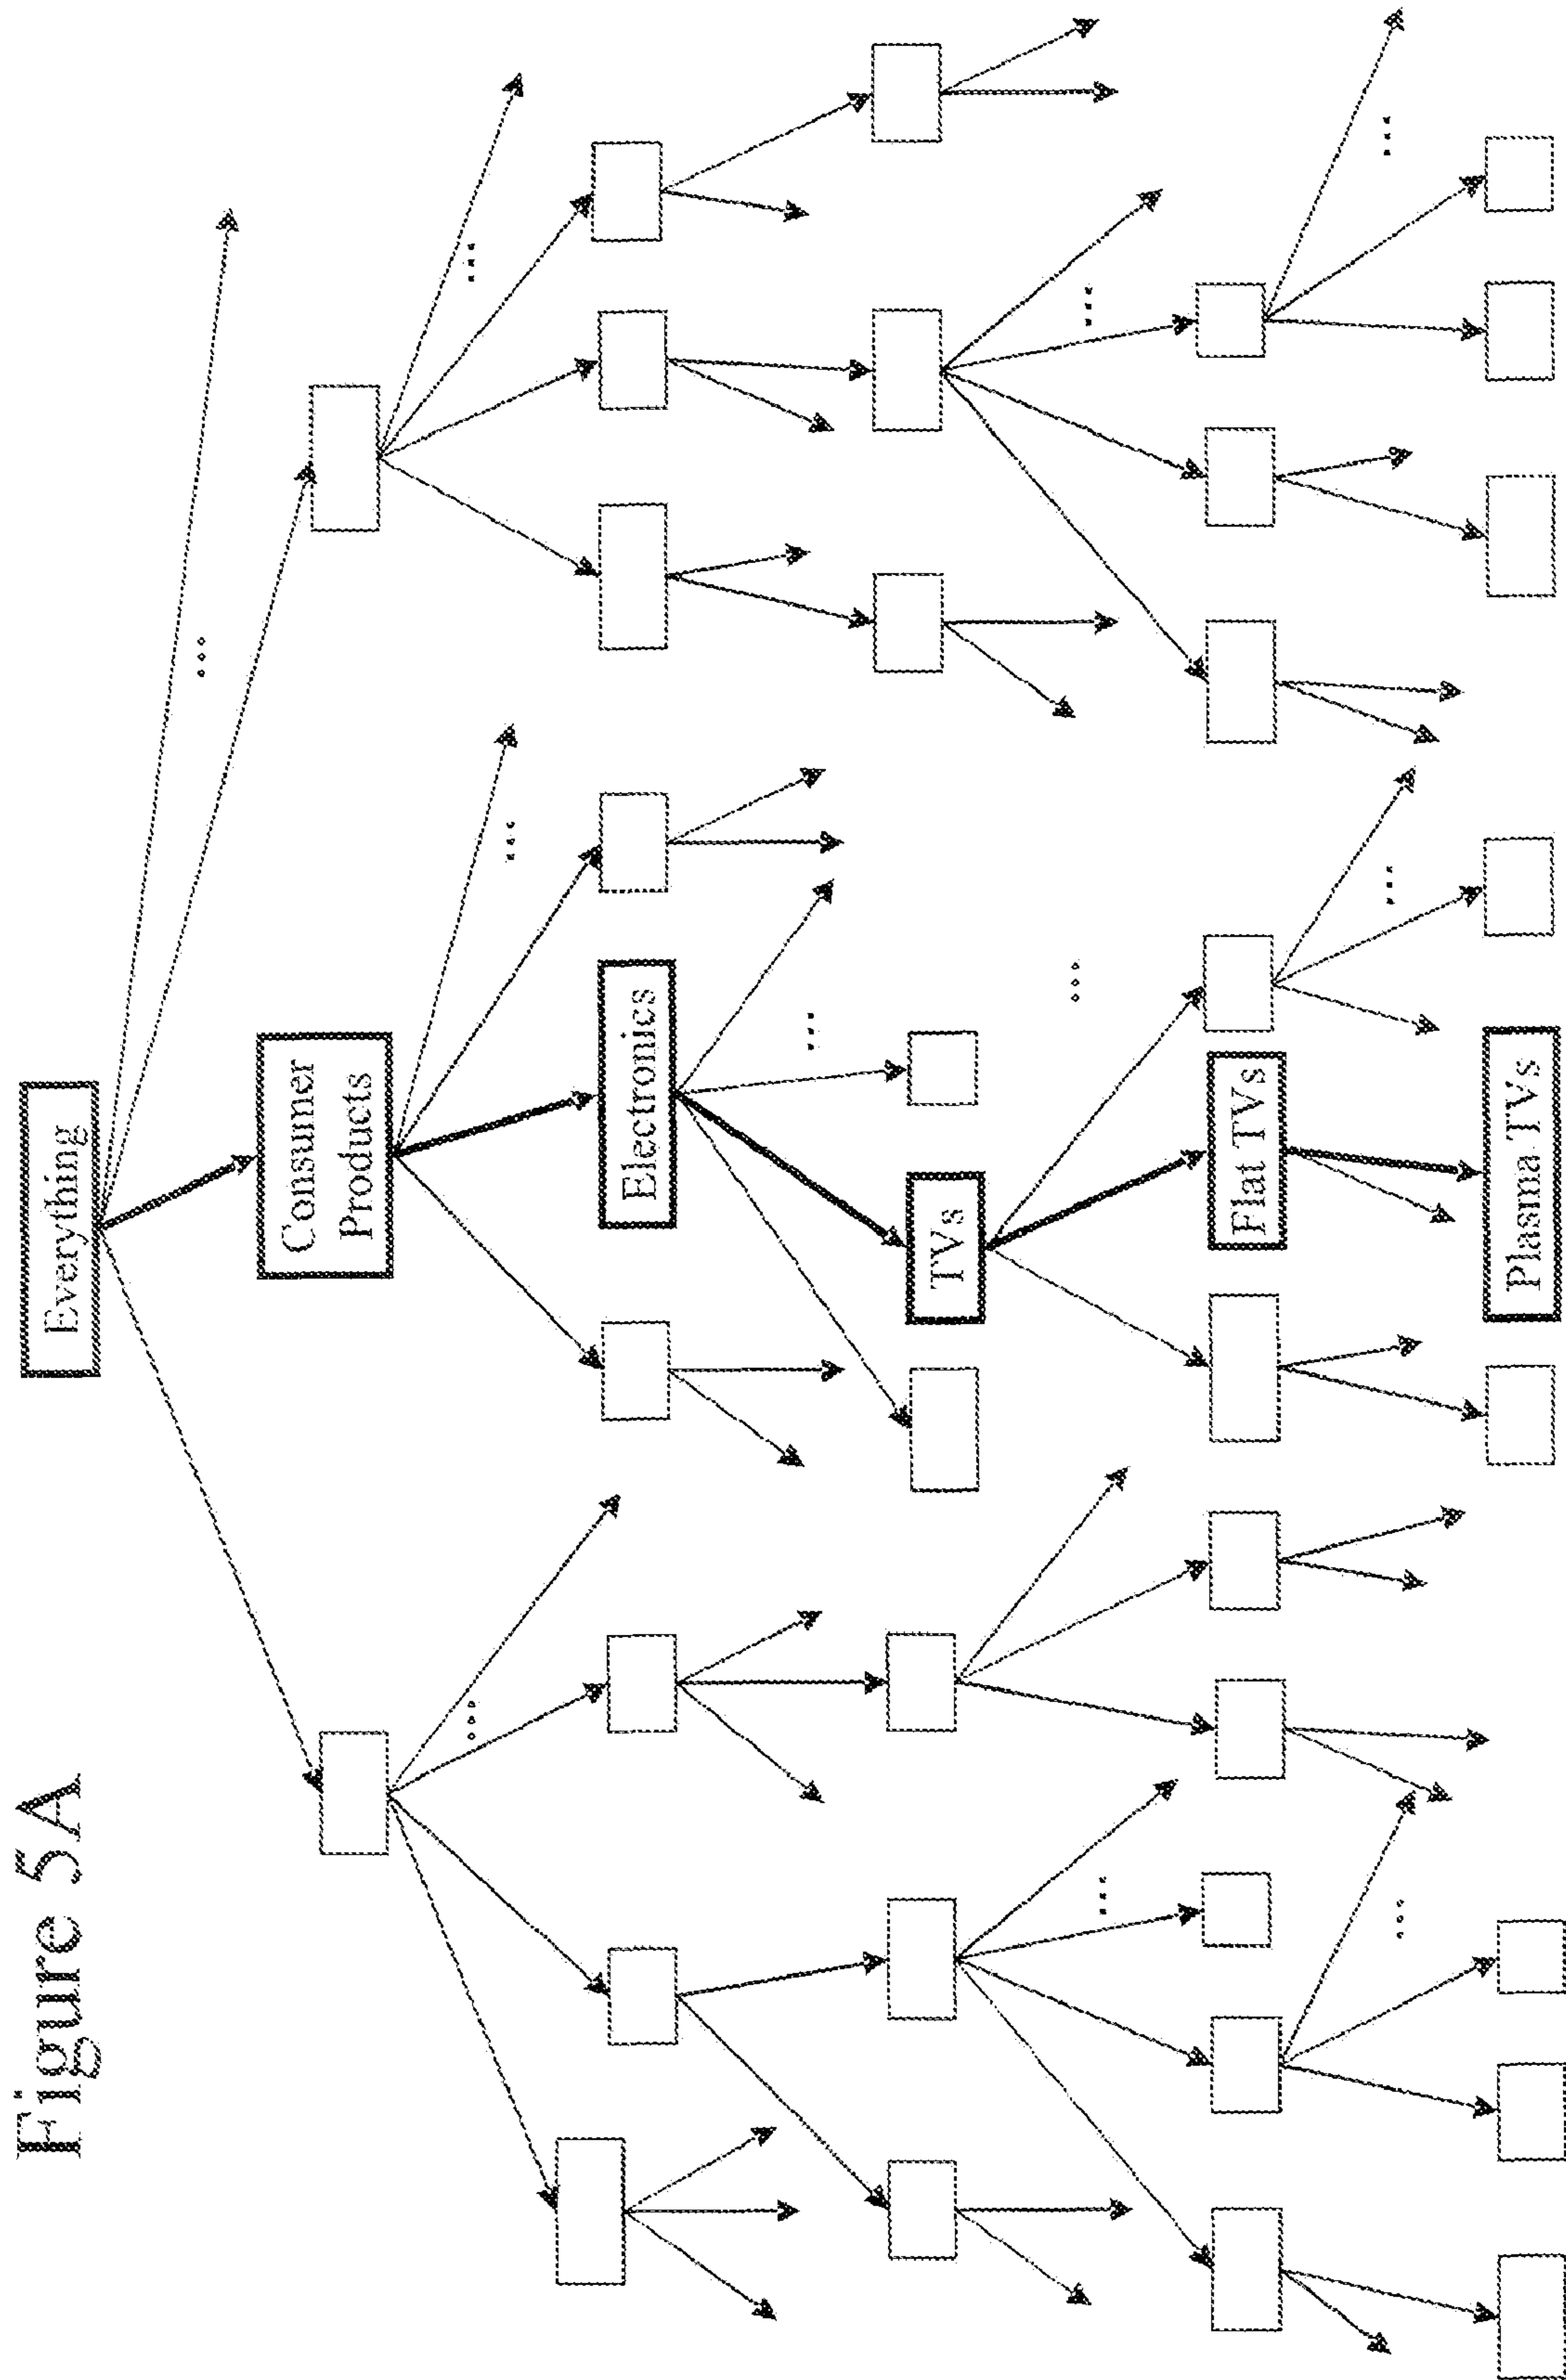 Figure 5A
Everything
Consumer
Products
Electronics
TVs
Flat TVs
Plasma TVs